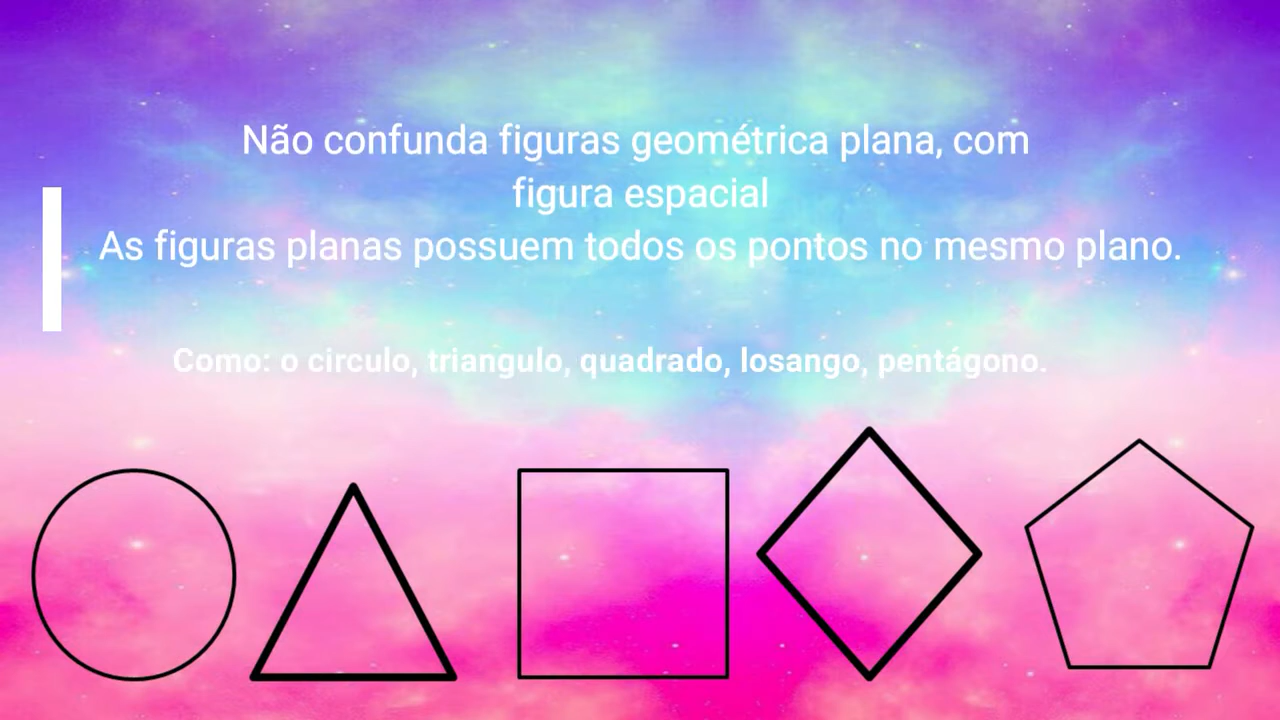 Não confunda figuras geométrica plana, com
figura espacial
As figuras planas possuem todos os pontos no mesmo plano.
Como: o circulo, triangulo, quadrado, losango, pentágono.